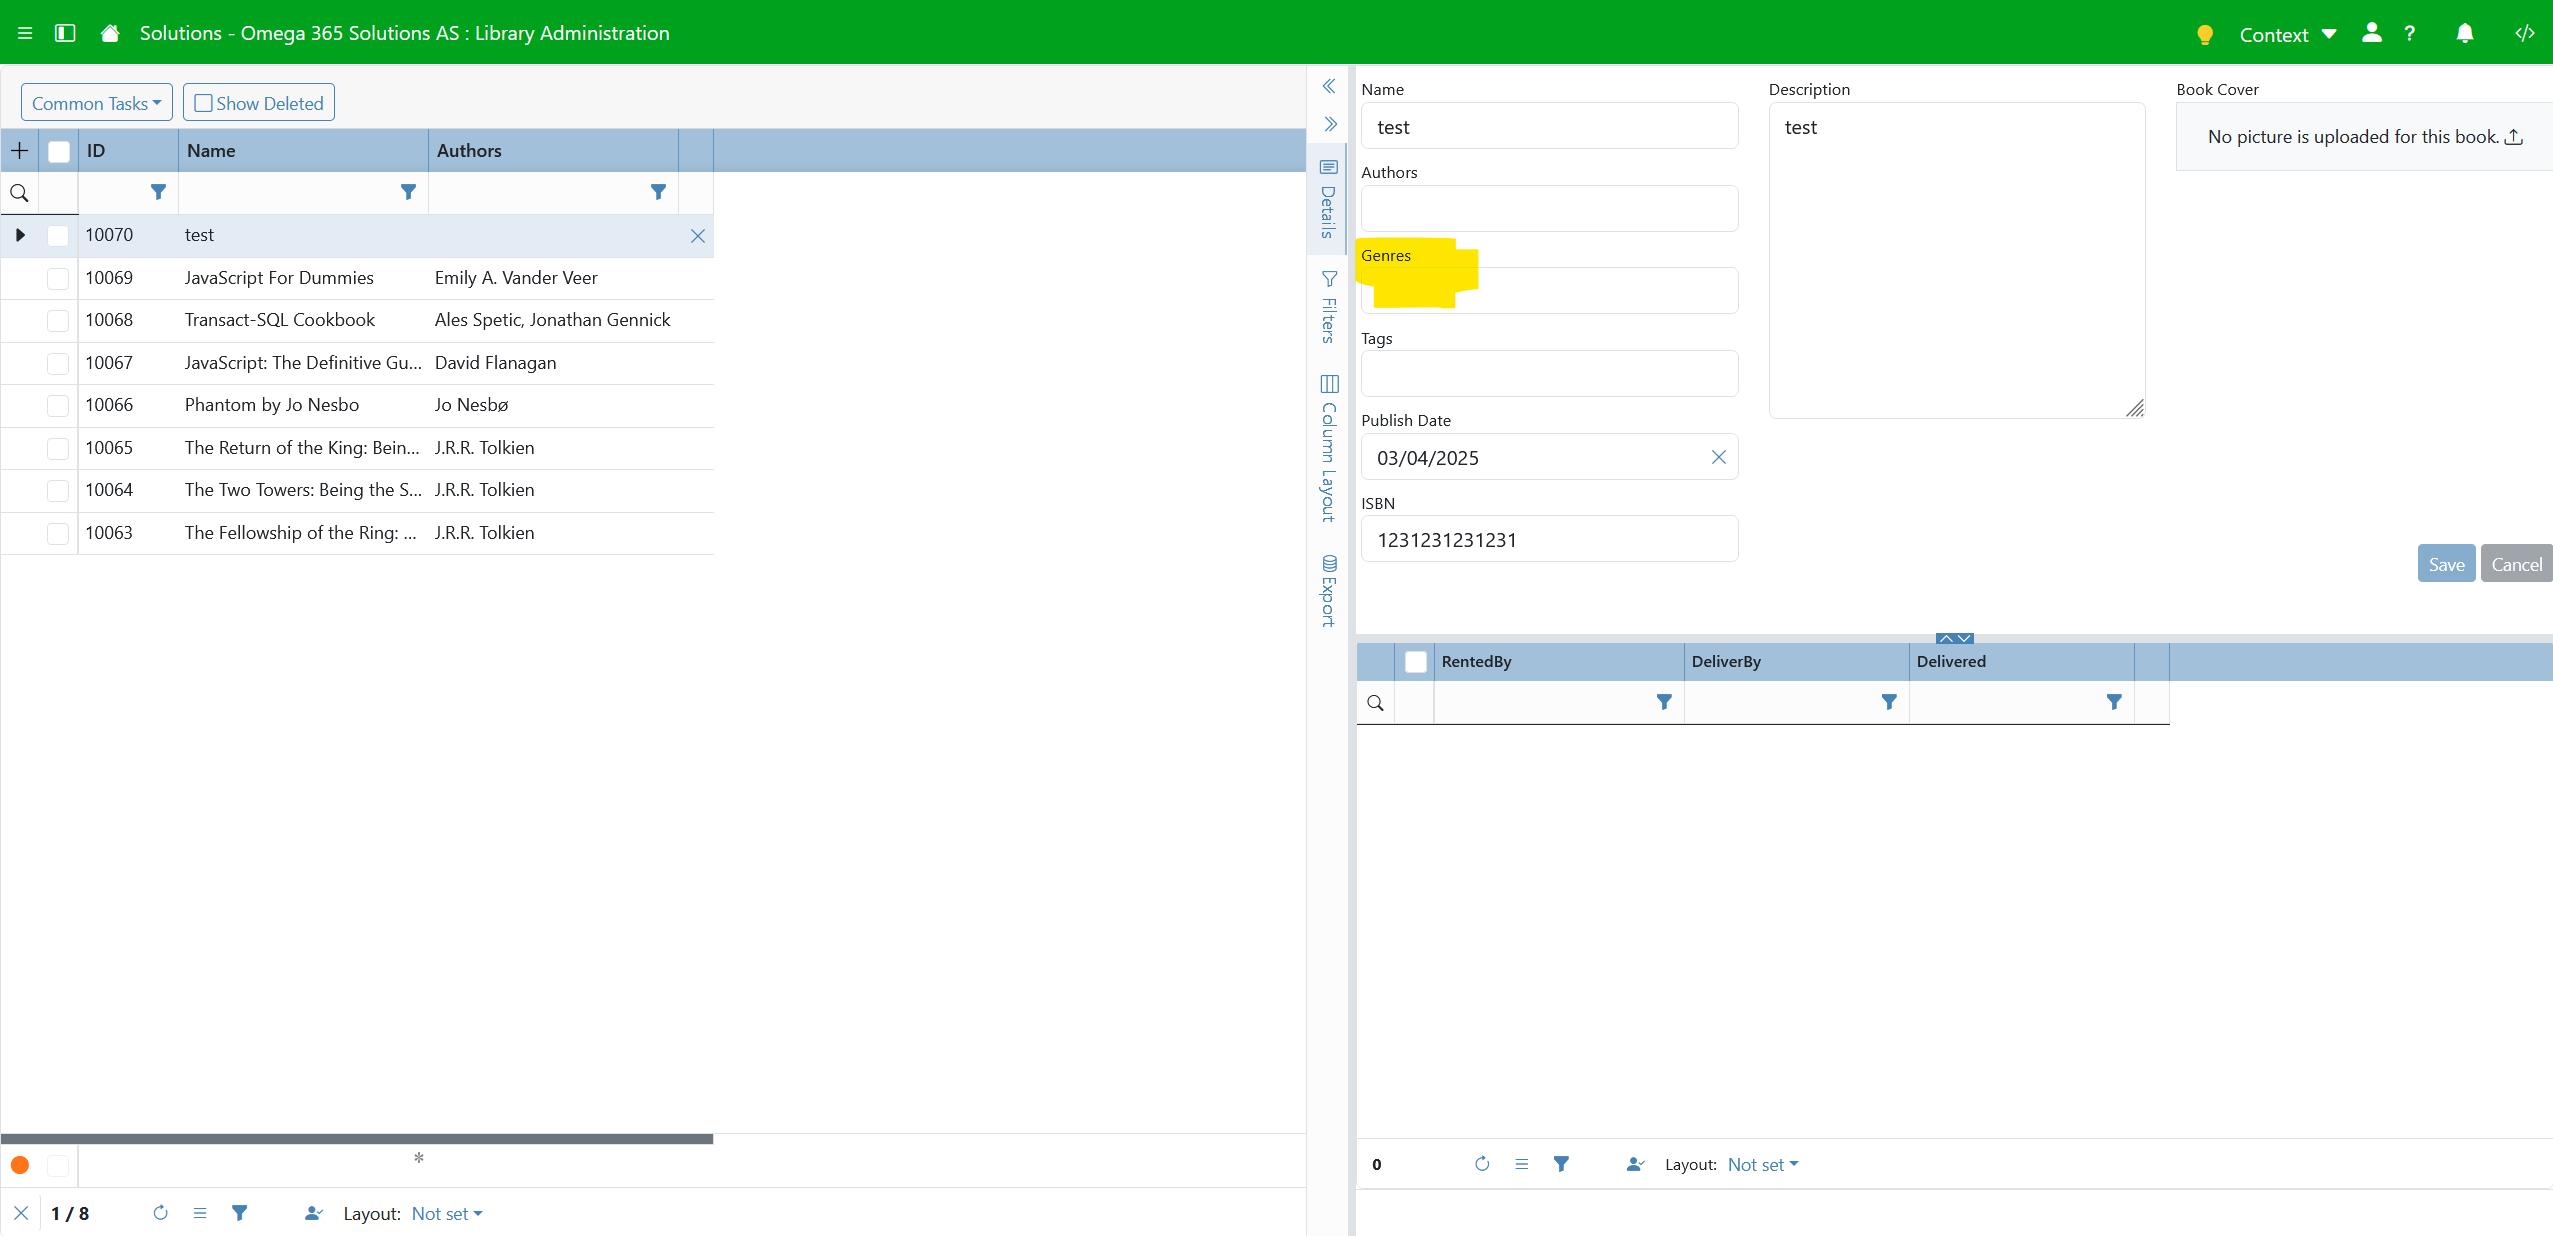 Solutions - Omega 365 Solutions AS : Library Administration
Context
?
Common Tasks
Show Deleted
ID Name Authors
10070 test
10069 JavaScript For Dummies Emily A. Vander Veer
10068 Transact-SQL Cookbook Ales Spetic, Jonathan Gennick
10067 JavaScript: The Definitive Gu... David Flanagan
10066 Phantom by Jo Nesbo Jo Nesbø
10065 The Return of the King: Bein... J.R.R. Tolkien
10064 The Two Towers: Being the S... J.R.R. Tolkien
10063 The Fellowship of the Ring: ... J.R.R. Tolkien
*
1 / 8
Layout: Not set
Details
Filters
Column Layout
Export
Name
test
Authors
Genres
Tags
Publish Date
03/04/2025
ISBN
1231231231231
Description
test
Book Cover
No picture is uploaded for this book.
Save Cancel
RentedBy DeliverBy Delivered
0
Layout: Not set